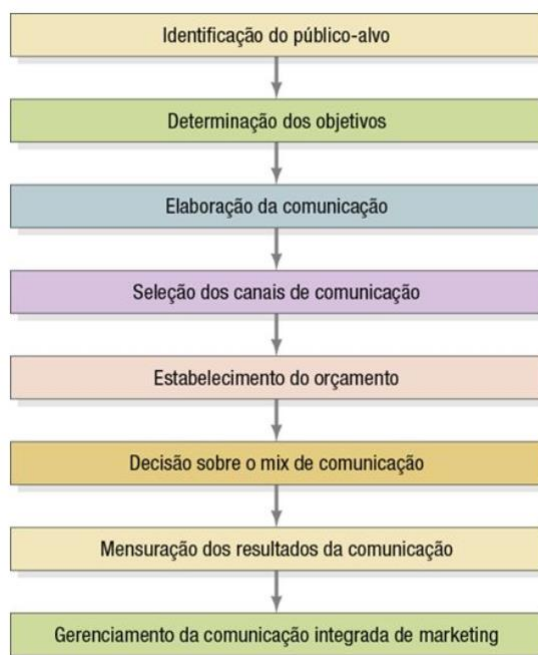 Identificação do público-alvo
Determinação dos objetivos
Elaboração da comunicação
Seleção dos canais de comunicação
Estabelecimento do orçamento
Decisão sobre o mix de comunicação
Mensuração dos resultados da comunicação
Gerenciamento da comunicação integrada de marketing